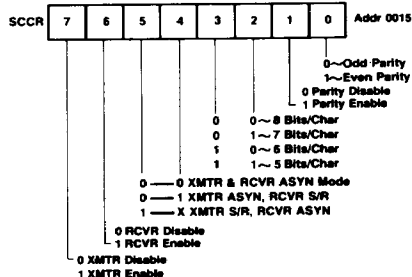 SCCR 7 6 5 4 3 2 1 0 Addr 0015
0~Odd Parity
1~Even Parity
0 Parity Disable
1 Parity Enable
0 0~8 Bits/Char
0 1~7 Bits/Char
1 0~6 Bits/Char
1 1~5 Bits/Char
0 — 0 XMTR & RCVR ASYN Mode
0 — 1 XMTR ASYN, RCVR S/R
1 — X XMTR S/R, RCVR ASYN
0 RCVR Disable
1 RCVR Enable
0 XMTR Disable
1 XMTR Enable